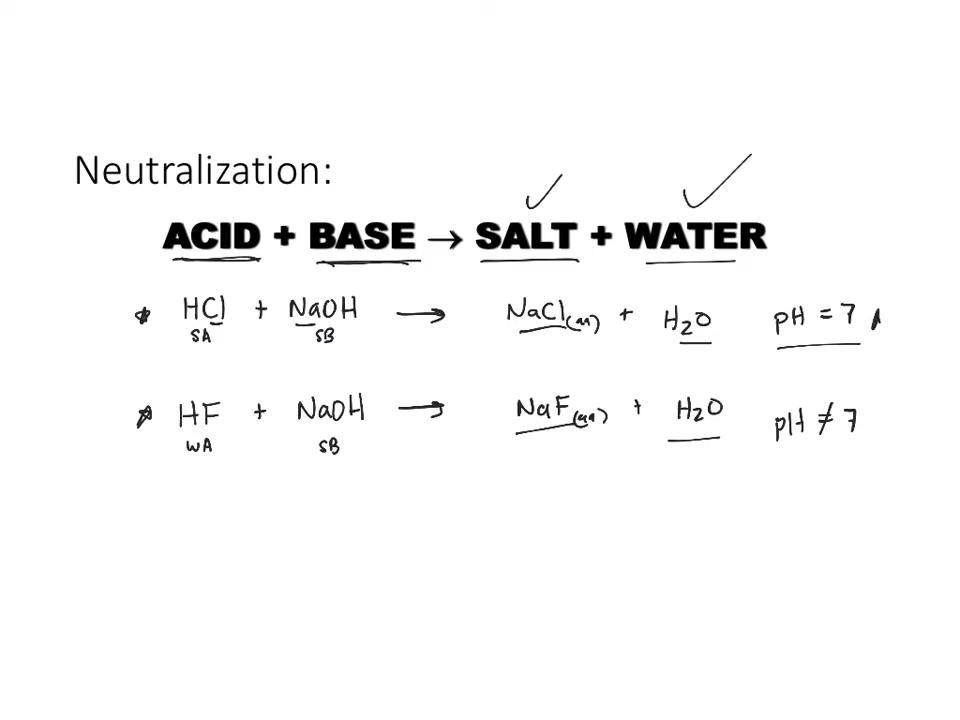 Neutralization:
ACID + BASE → SALT + WATER
HCl + NaOH → NaCl(aq) + H2O pH = 7
SA SB
HF + NaOH → NaF(aq) + H2O pH ≠ 7
WA SB